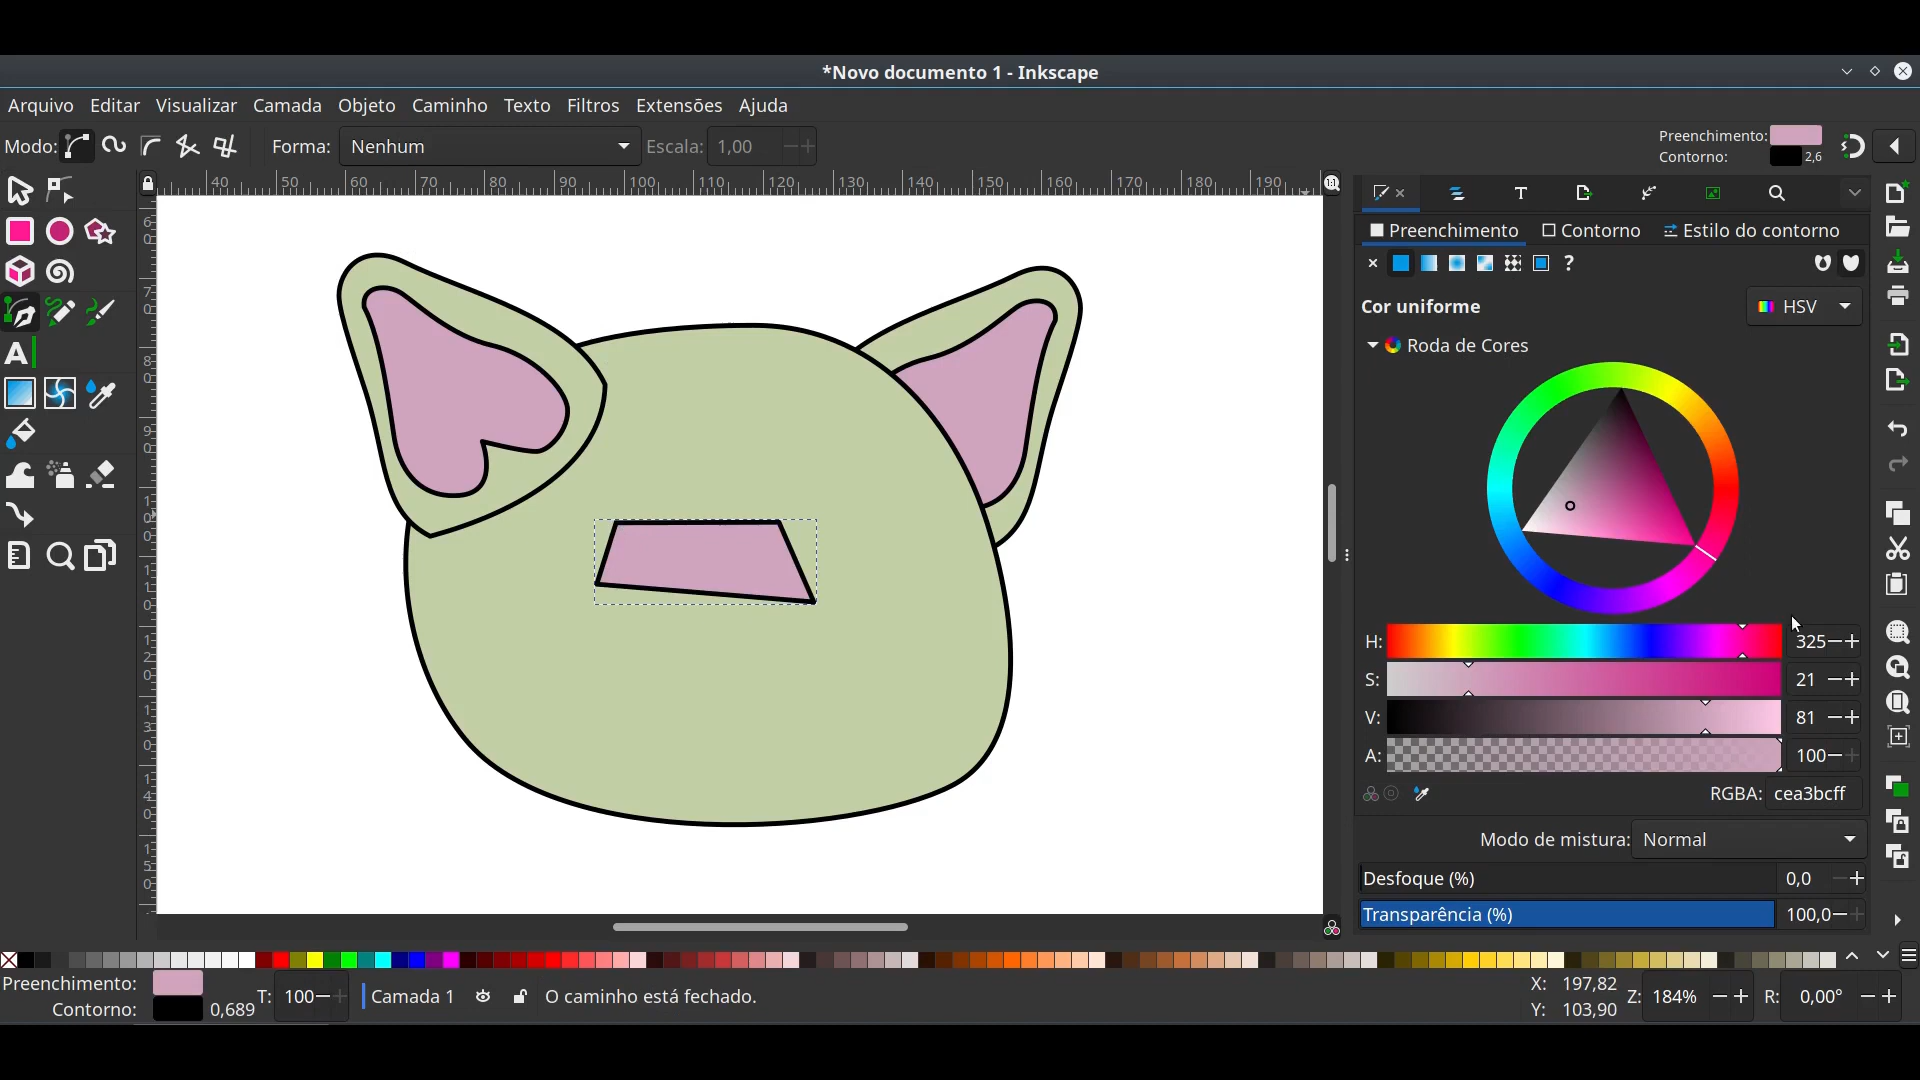 *Novo documento 1 - Inkscape
Arquivo Editar Visualizar Camada Objeto Caminho Texto Filtros Extensões Ajuda
Modo: Forma: Nenhum Escala: 1,00
Preenchimento:
Contorno: 2,6
40 50 60 70 80 90 100 110 120 130 140 150 160 170 180 190
Preenchimento Contorno Estilo do contorno
Cor uniforme HSV
Roda de Cores
H: 325
S: 21
V: 81
A: 100
RGBA: cea3bcff
Modo de mistura: Normal
Desfoque (%) 0,0
Transparência (%) 100,0
Preenchimento:
Contorno: 0,689
T: 100 Camada 1 O caminho está fechado.
X: 197,82
Y: 103,90
Z: 184% R: 0,00°